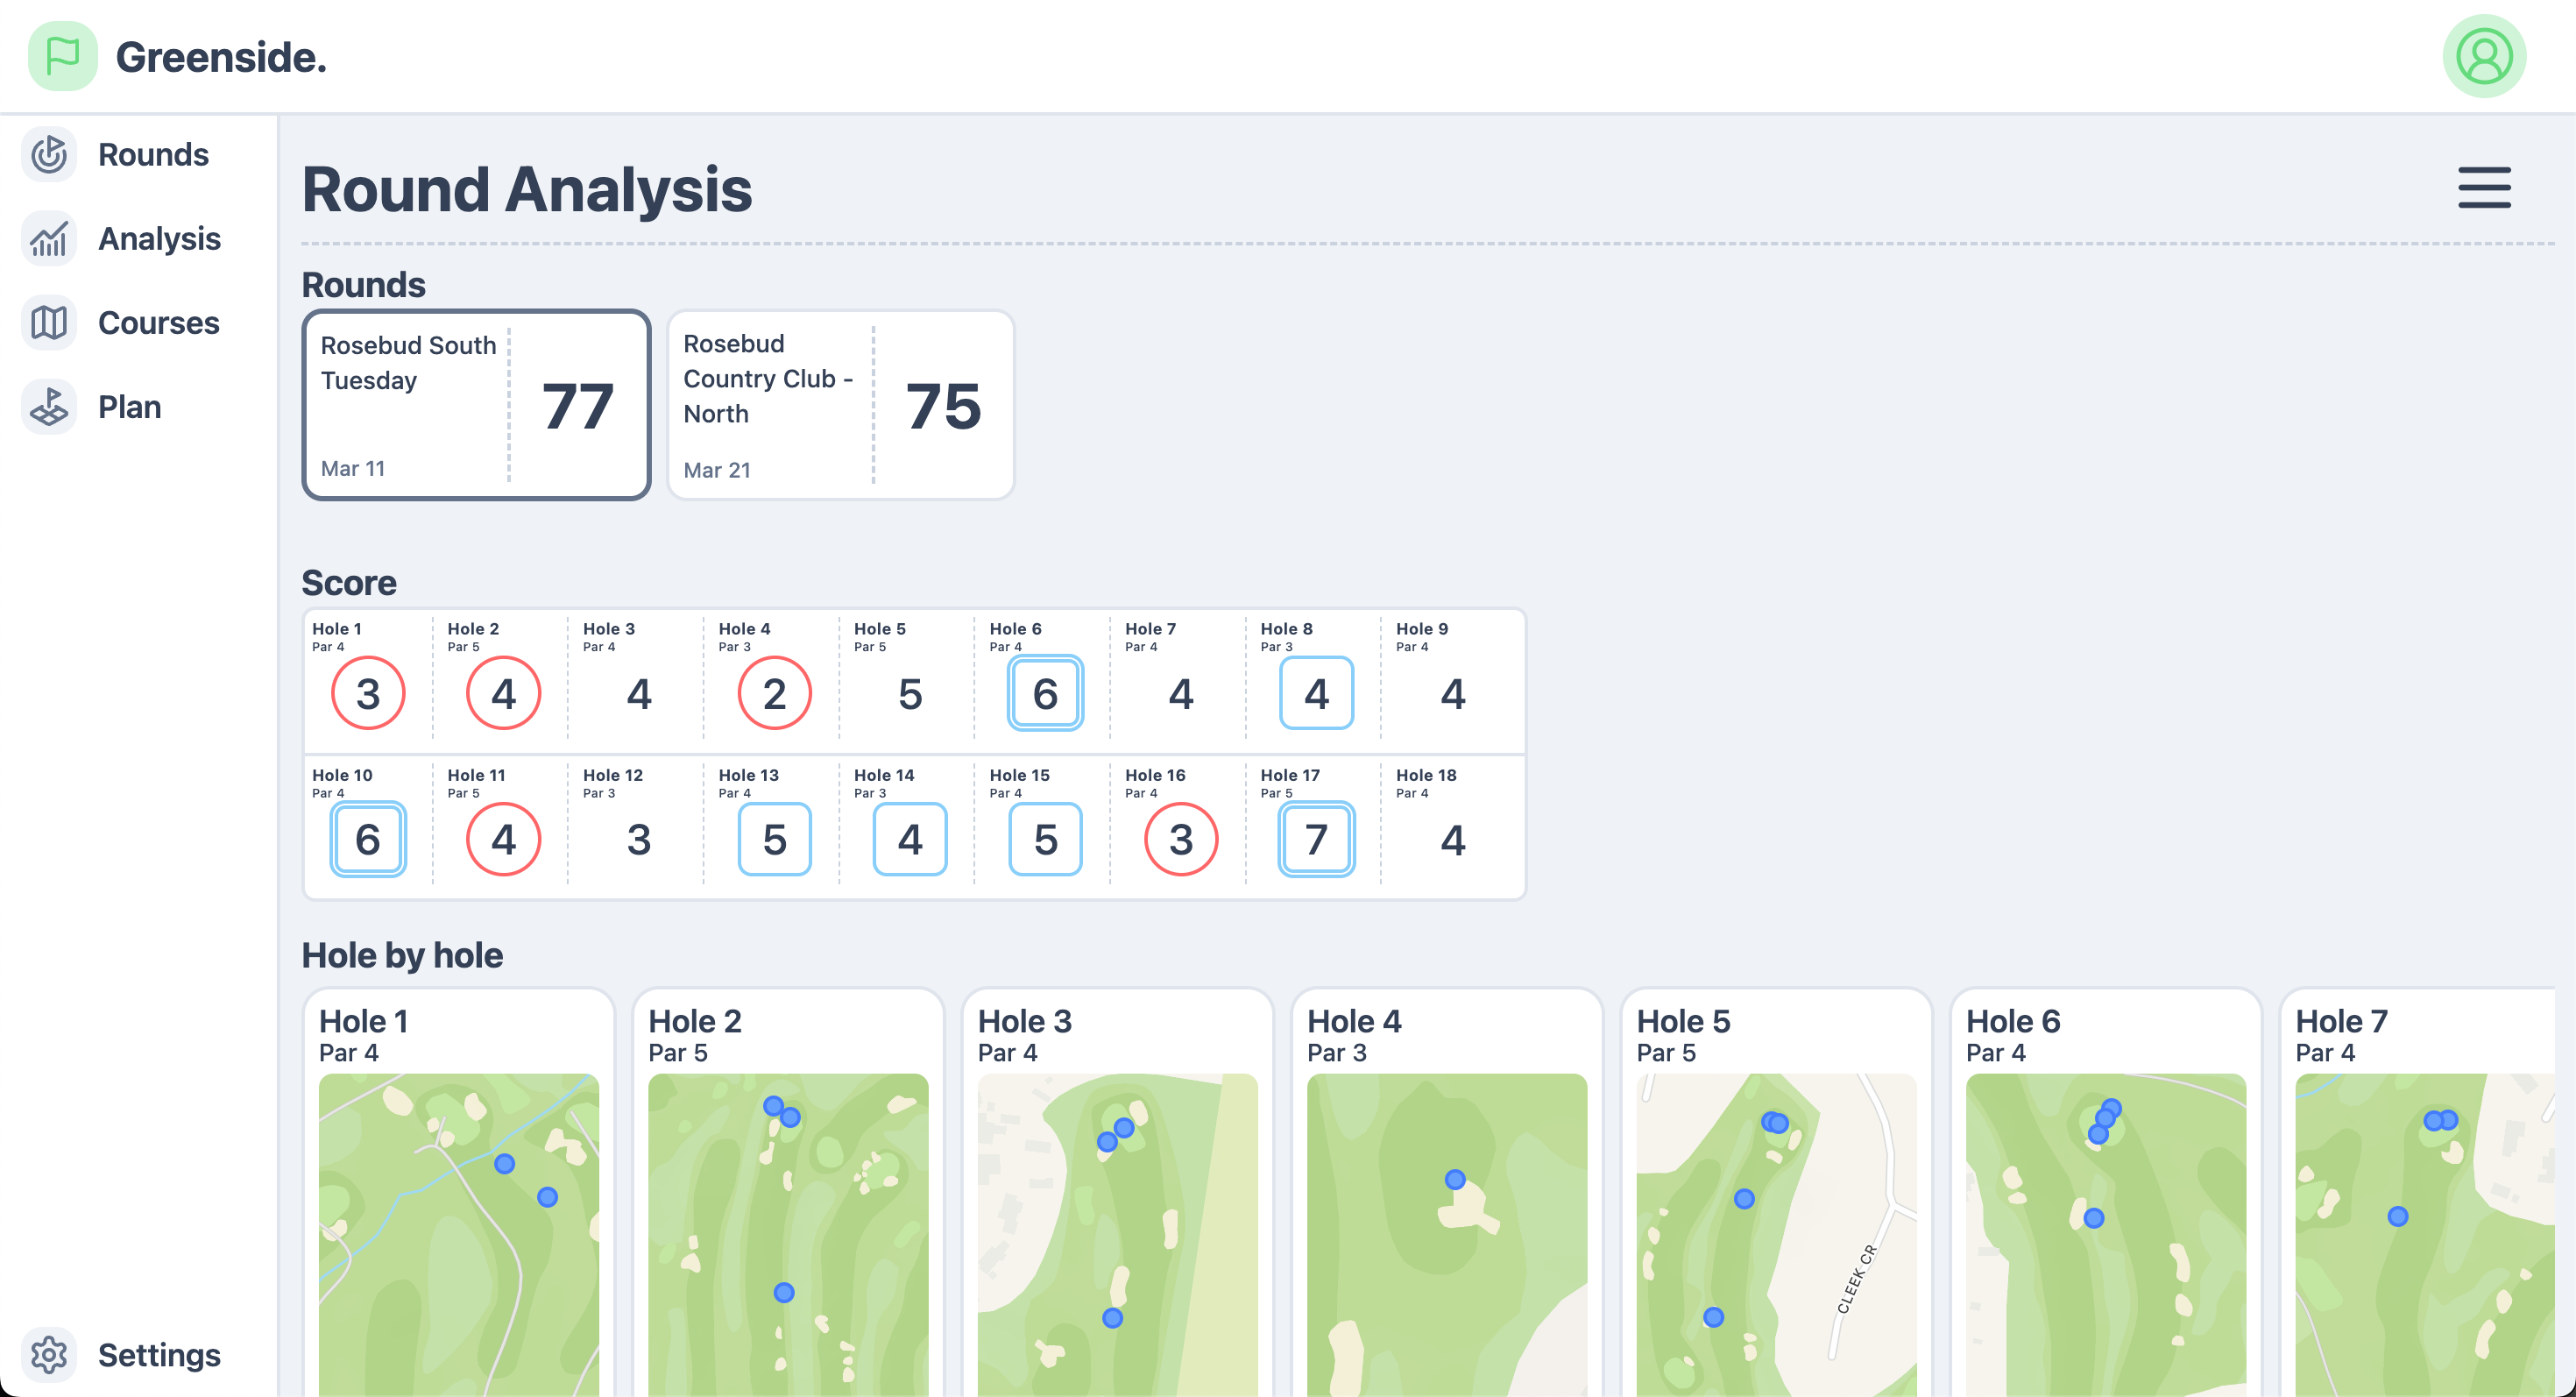 Greenside.
Rounds
Analysis
Courses
Plan
Settings
Round Analysis
Rounds
Rosebud South
Tuesday
Mar 11
77
Rosebud
Country Club -
North
Mar 21
75
Score
Hole 1
Par 4
3
Hole 2
Par 5
4
Hole 3
Par 4
4
Hole 4
Par 3
2
Hole 5
Par 5
5
Hole 6
Par 4
6
Hole 7
Par 4
4
Hole 8
Par 3
4
Hole 9
Par 4
4
Hole 10
Par 4
6
Hole 11
Par 5
4
Hole 12
Par 3
3
Hole 13
Par 4
5
Hole 14
Par 3
4
Hole 15
Par 4
5
Hole 16
Par 4
3
Hole 17
Par 5
7
Hole 18
Par 4
4
Hole by hole
Hole 1
Par 4
Hole 2
Par 5
Hole 3
Par 4
Hole 4
Par 3
Hole 5
Par 5
CLEEK CR
Hole 6
Par 4
Hole 7
Par 4